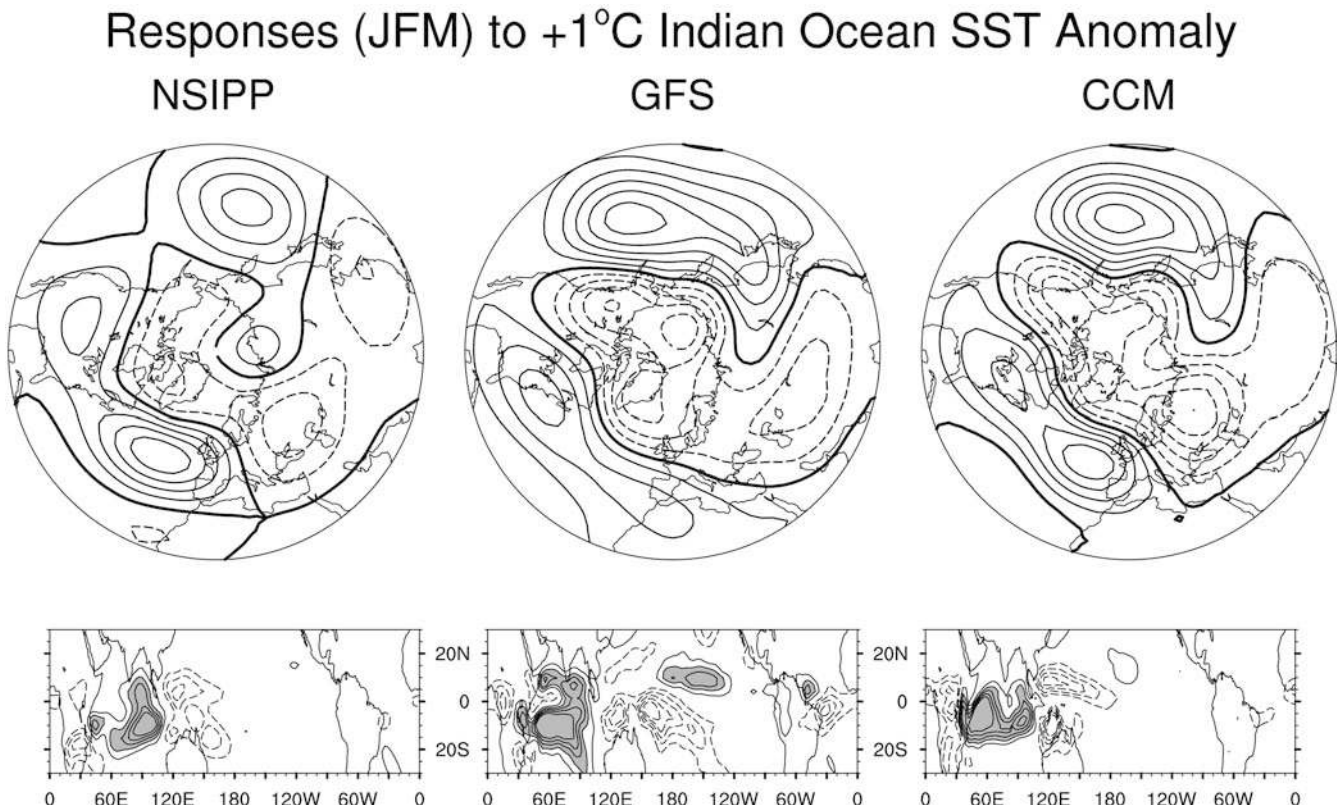 Responses (JFM) to +1°C Indian Ocean SST Anomaly
NSIPP GFS CCM
20N 20N 20N
0 0 0
20S 20S 20S
0 60E 120E 180 120W 60W 0 0 60E 120E 180 120W 60W 0 0 60E 120E 180 120W 60W 0